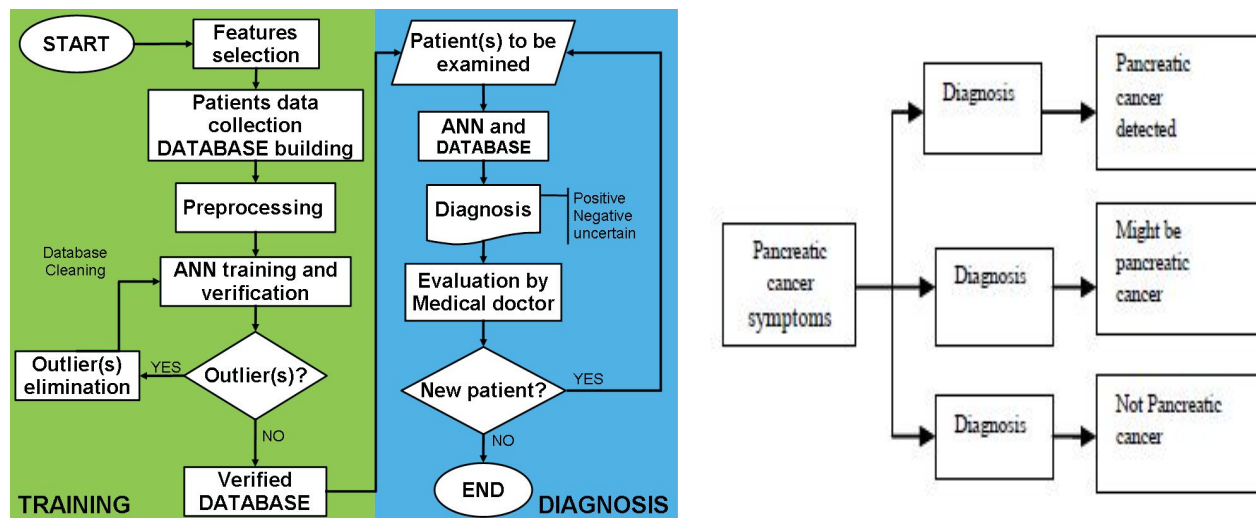 START
Features
selection
Patients data
collection
DATABASE building
Preprocessing
Database
Cleaning
ANN training and
verification
Outlier(s)
elimination
YES
Outlier(s)?
NO
Verified
DATABASE
TRAINING
Patient(s) to be
examined
ANN and
DATABASE
Diagnosis
Positive
Negative
uncertain
Evaluation by
Medical doctor
New patient?
YES
NO
END
DIAGNOSIS
Pancreatic
cancer
symptoms
Diagnosis
Pancreatic
cancer
detected
Diagnosis
Might be
pancreatic
cancer
Diagnosis
Not Pancreatic
cancer